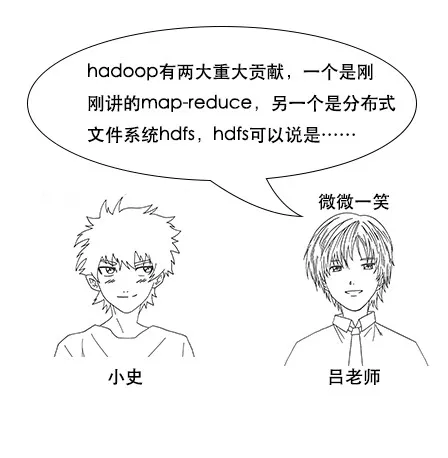 hadoop有两大重大贡献，一个是刚
刚讲的map-reduce，另一个是分布式
文件系统hdfs，hdfs可以说是……
微微一笑
小史
吕老师